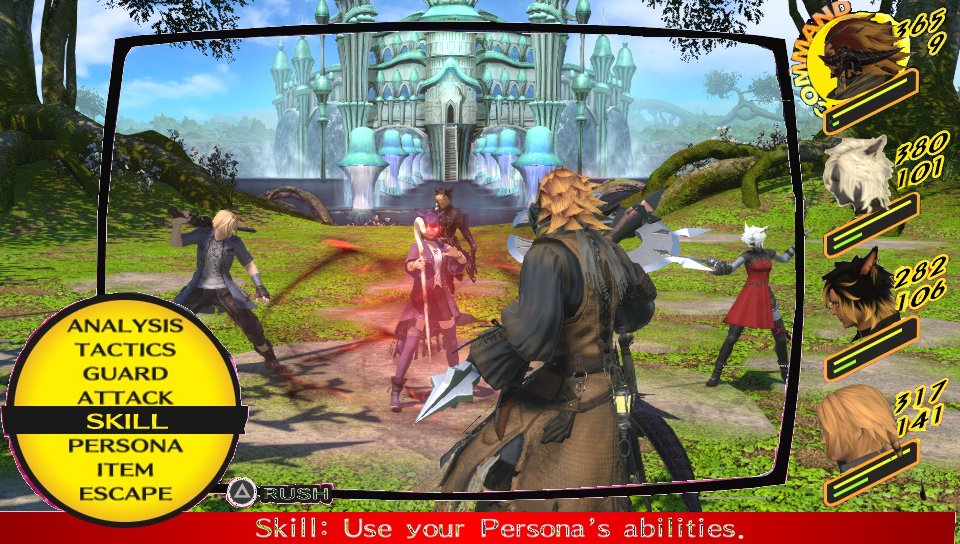 COMMAND
365
9
380
101
282
106
317
141
ANALYSIS
TACTICS
GUARD
ATTACK
SKILL
PERSONA
ITEM
ESCAPE
RUSH
Skill: Use your Persona's abilities.